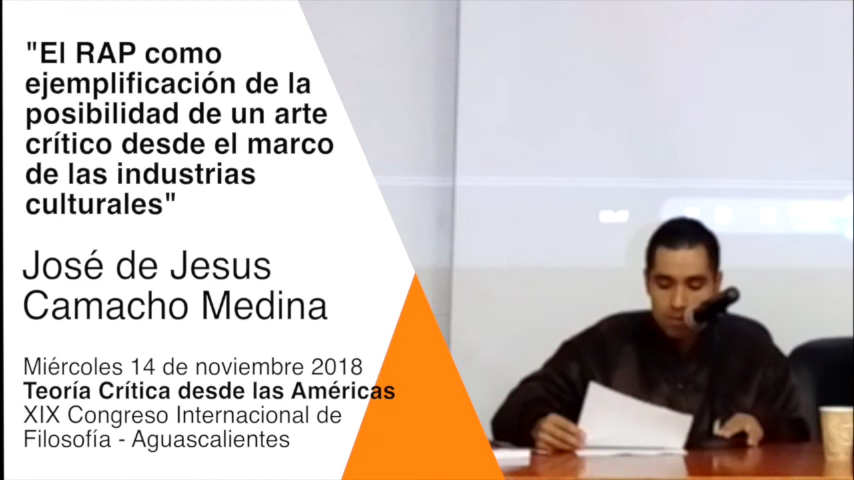 "El RAP como
ejemplificación de la
posibilidad de un arte
crítico desde el marco
de las industrias
culturales"
José de Jesus
Camacho Medina
Miércoles 14 de noviembre 2018
Teoría Crítica desde las Américas
XIX Congreso Internacional de
Filosofía - Aguascalientes